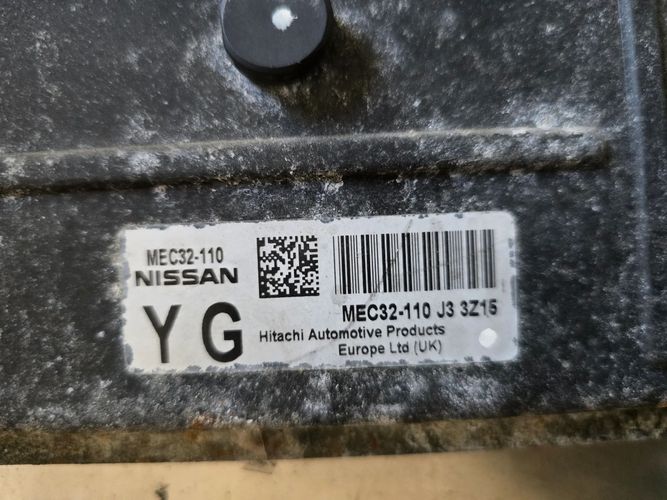 MEC32-110
NISSAN
YG
MEC32-110 J3 3Z15
Hitachi Automotive Products
Europe Ltd (UK)